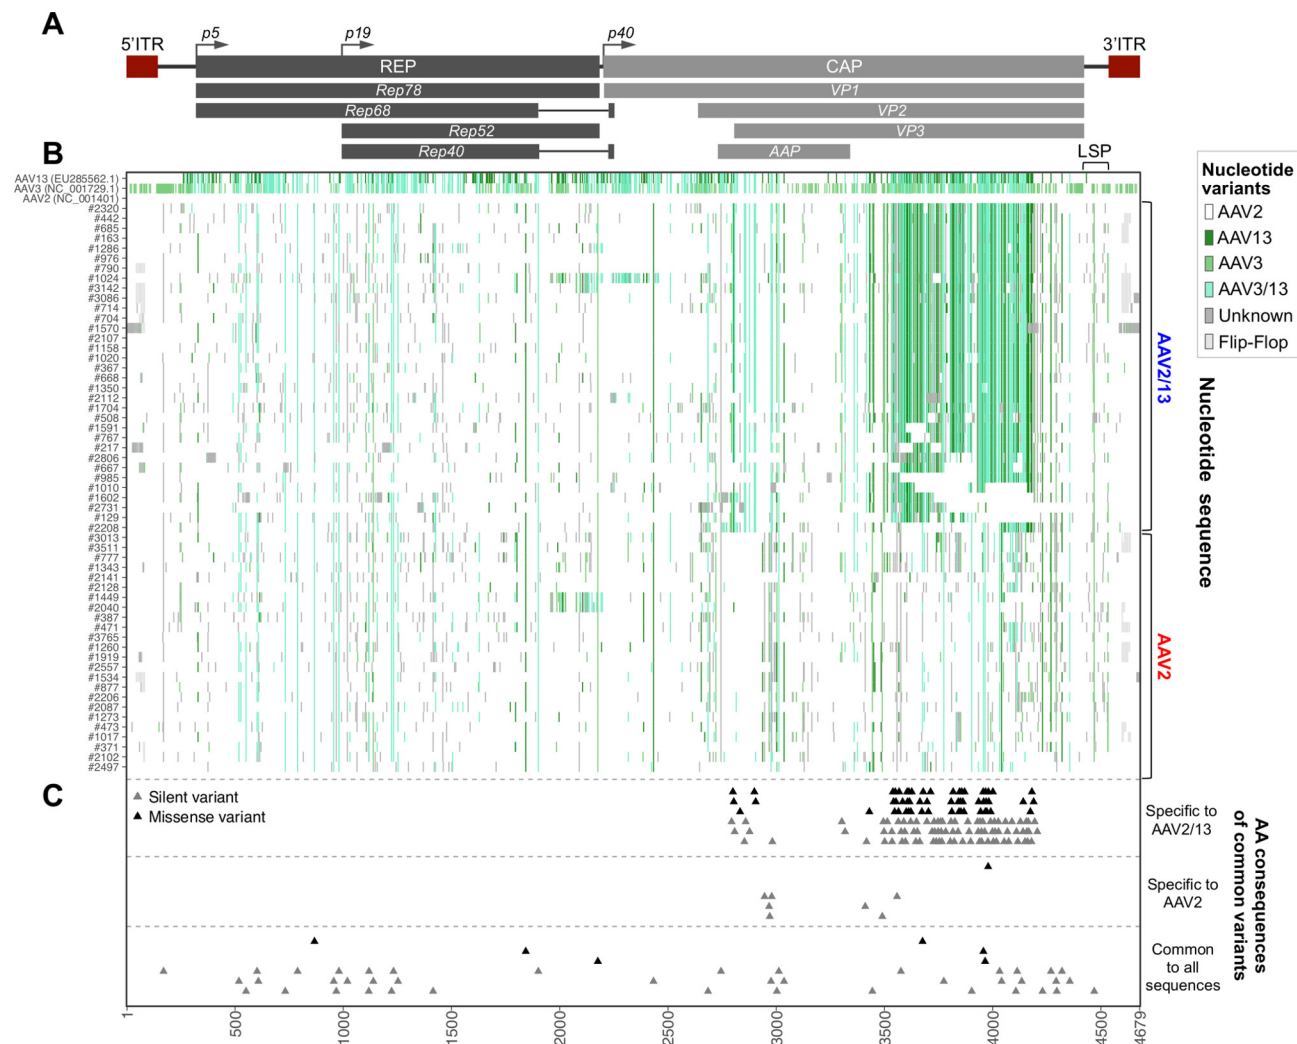 A
5'ITR
p5
p19
p40
3'ITR
REP
CAP
Rep78
VP1
Rep68
VP2
Rep52
VP3
Rep40
AAP
B
LSP
AAV13 (EU285562.1)
AAV3 (NC_001729.1)
AAV2 (NC_001401)
#2320
#442
#685
#163
#1286
#976
#790
#1024
#3142
#3086
#714
#704
#1570
#2107
#1158
#1020
#367
#668
#1350
#2112
#1704
#508
#1591
#767
#217
#2806
#667
#985
#1010
#1602
#2731
#129
#2208
#3013
#3511
#777
#1343
#2141
#2128
#1449
#2040
#387
#471
#3765
#1260
#1919
#2557
#1534
#877
#2206
#2087
#1273
#473
#1017
#371
#2102
#2497
AAV2/13
AAV2
Nucleotide sequence
Nucleotide
variants
AAV2
AAV13
AAV3
AAV3/13
Unknown
Flip-Flop
C
Silent variant
Missense variant
Specific to
AAV2/13
Specific to
AAV2
Common
to all
sequences
AA consequences
of common variants
1
500
1000
1500
2000
2500
3000
3500
4000
4500
4679